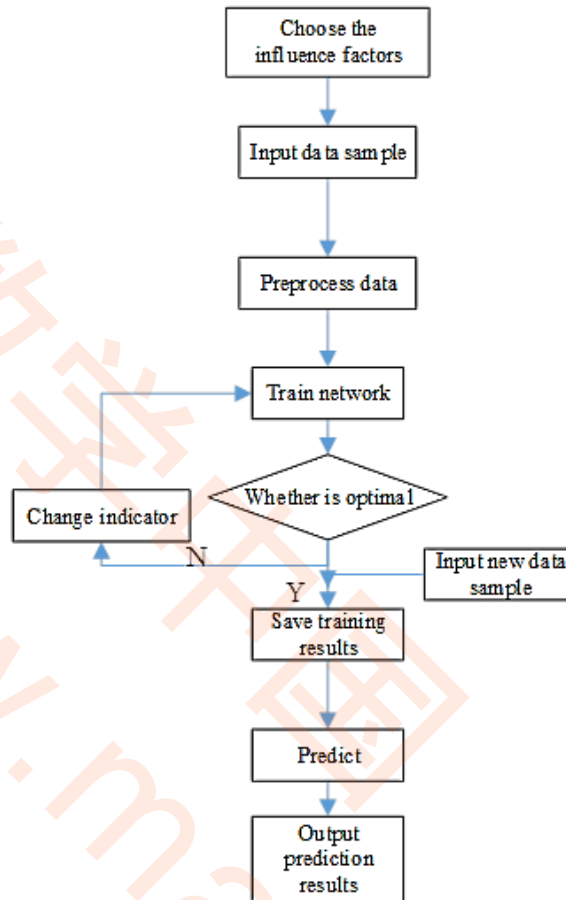 Choose the
influence factors
Input data sample
Preprocess data
Train network
Whether is optimal
Change indicator
N
Input new data
sample
Y
Save training
results
Predict
Output
prediction
results